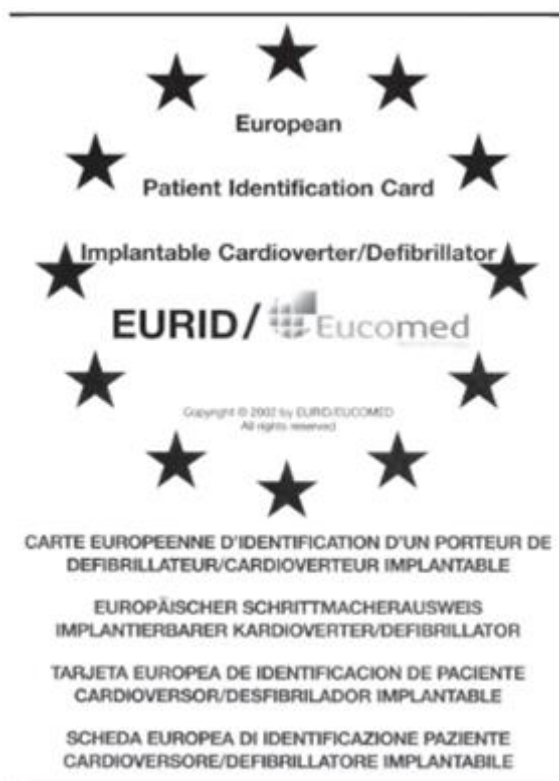 European
Patient Identification Card
Implantable Cardioverter/Defibrillator
EURID/ Eucomed
Copyright © 2002 by EURID/EUCOMED
All rights reserved
CARTE EUROPEENNE D'IDENTIFICATION D'UN PORTEUR DE
DEFIBRILLATEUR/CARDIOVERTEUR IMPLANTABLE
EUROPÄISCHER SCHRITTMACHERAUSWEIS
IMPLANTIERBARER KARDIOVERTER/DEFIBRILLATOR
TARJETA EUROPEA DE IDENTIFICACION DE PACIENTE
CARDIOVERSOR/DESFIBRILADOR IMPLANTABLE
SCHEDA EUROPEA DI IDENTIFICAZIONE PAZIENTE
CARDIOVERSORE/DEFIBRILLATORE IMPLANTABILE